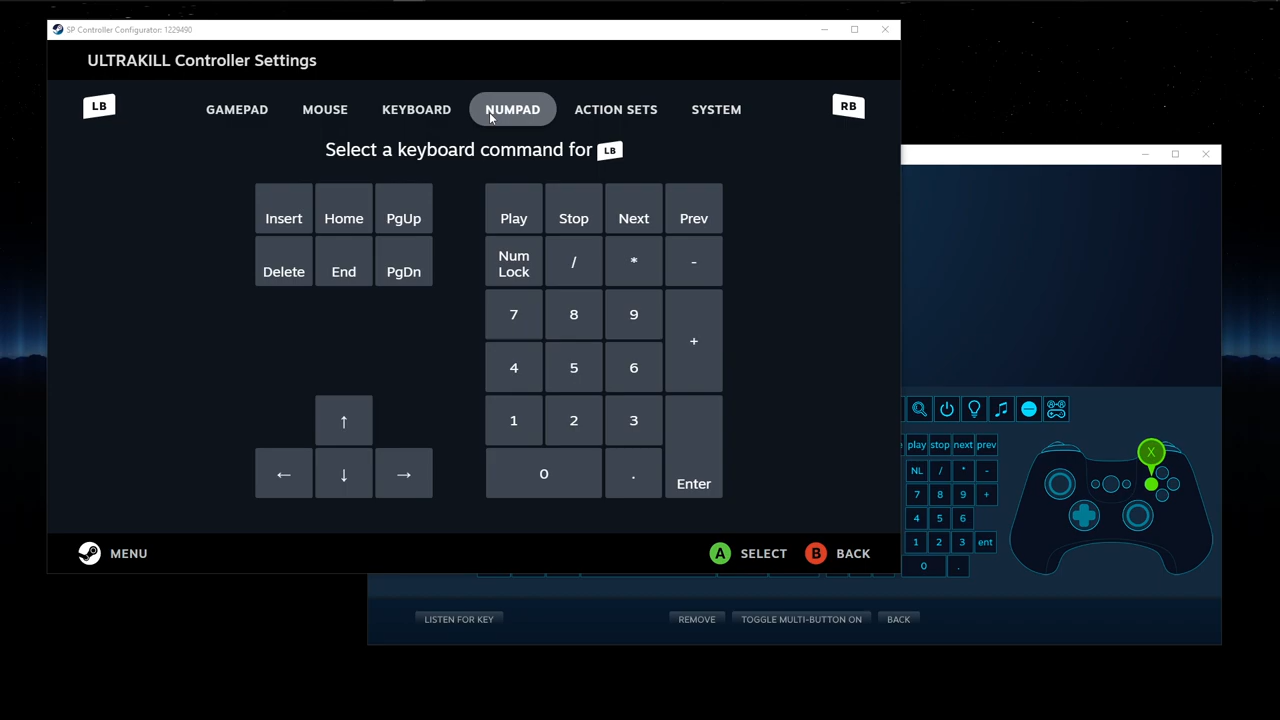 SP Controller Configurator: 1229490
ULTRAKILL Controller Settings
LB
GAMEPAD MOUSE KEYBOARD NUMPAD ACTION SETS SYSTEM
RB
Select a keyboard command for LB
Insert Home PgUp
Delete End PgDn
↑
← ↓ →
Play Stop Next Prev
Num Lock / * -
7 8 9 +
4 5 6
1 2 3
0 . Enter
MENU
A SELECT B BACK
play stop next prev
NL / * -
7 8 9 +
4 5 6
1 2 3 ent
0 .
X
LISTEN FOR KEY REMOVE TOGGLE MULTI-BUTTON ON BACK